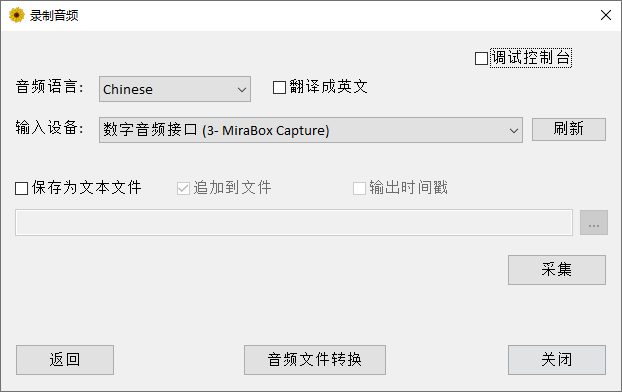 录制音频
调试控制台
音频语言: Chinese 翻译成英文
输入设备: 数字音频接口 (3- MiraBox Capture) 刷新
保存为文本文件 追加到文件 输出时间戳
...
采集
返回 音频文件转换 关闭